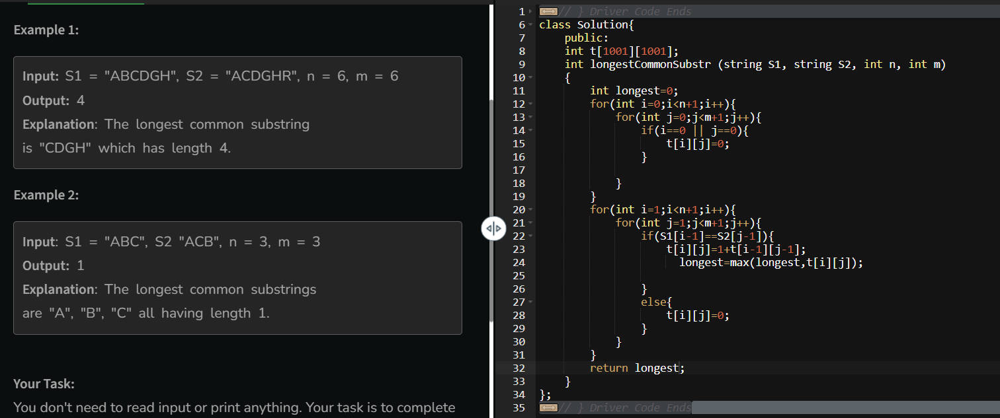 Example 1:
Input: S1 = "ABCDGH", S2 = "ACDGHR", n = 6, m = 6
Output: 4
Explanation: The longest common substring
is "CDGH" which has length 4.
Example 2:
Input: S1 = "ABC", S2 "ACB", n = 3, m = 3
Output: 1
Explanation: The longest common substrings
are "A", "B", "C" all having length 1.
Your Task:
You don't need to read input or print anything. Your task is to complete
1 // } Driver Code Ends
6 class Solution{
7     public:
8     int t[1001][1001];
9     int longestCommonSubstr (string S1, string S2, int n, int m)
10     {
11         int longest=0;
12         for(int i=0;i<n+1;i++){
13             for(int j=0;j<m+1;j++){
14                 if(i==0 || j==0){
15                     t[i][j]=0;
16                 }
17
18             }
19         }
20         for(int i=1;i<n+1;i++){
21             for(int j=1;j<m+1;j++){
22                 if(S1[i-1]==S2[j-1]){
23                     t[i][j]=1+t[i-1][j-1];
24                       longest=max(longest,t[i][j]);
25
26                 }
27                 else{
28                     t[i][j]=0;
29                 }
30             }
31         }
32         return longest;
33     }
34 };
35 // } Driver Code Ends